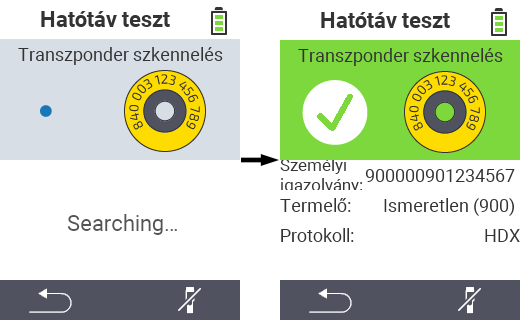 Hatótáv teszt
Transzponder szkennelés
840 003 123 456 789
Searching...
Hatótáv teszt
Transzponder szkennelés
840 003 123 456 789
Személyi
igazolvány: 900000901234567
Termelő: Ismeretlen (900)
Protokoll: HDX